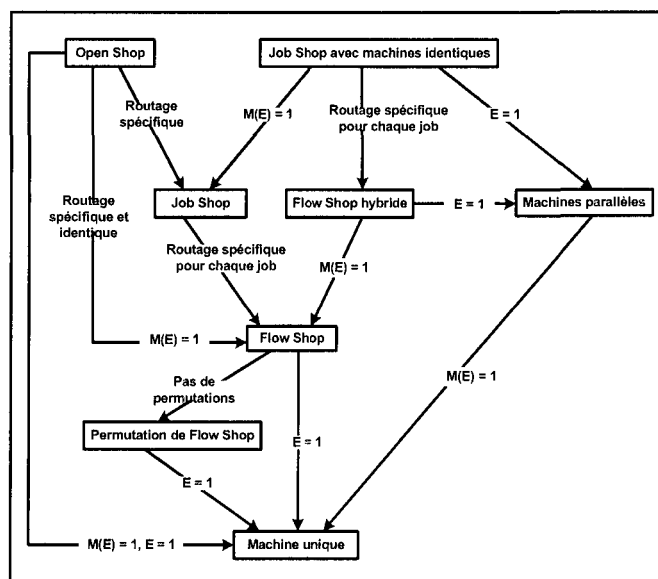 Open Shop
Job Shop avec machines identiques
Routage
spécifique
M(E) = 1
Routage spécifique
pour chaque job
E = 1
Routage
spécifique et
identique
Job Shop
Flow Shop hybride
E = 1
Machines parallèles
Routage spécifique
pour chaque job
M(E) = 1
M(E) = 1
Flow Shop
M(E) = 1
Pas de
permutations
Permutation de Flow Shop
E = 1
E = 1
M(E) = 1, E = 1
Machine unique